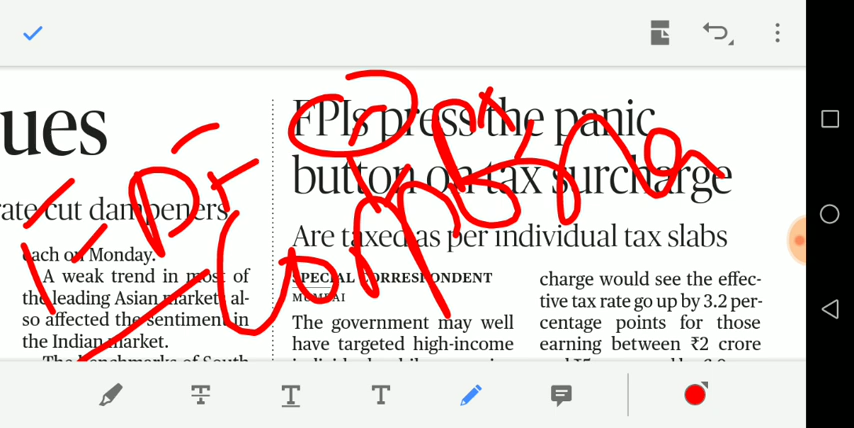 ues
rate cut dampeners
each on Monday.
A weak trend in most of
the leading Asian market, al-
so affected the sentiment in
the Indian market.
FPIs press the panic
button on tax surcharge
Are taxed as per individual tax slabs
SPECIAL CORRESPONDENT
MUMBAI
The government may well
have targeted high-income
charge would see the effec-
tive tax rate go up by 3.2 per-
centage points for those
earning between ₹2 crore